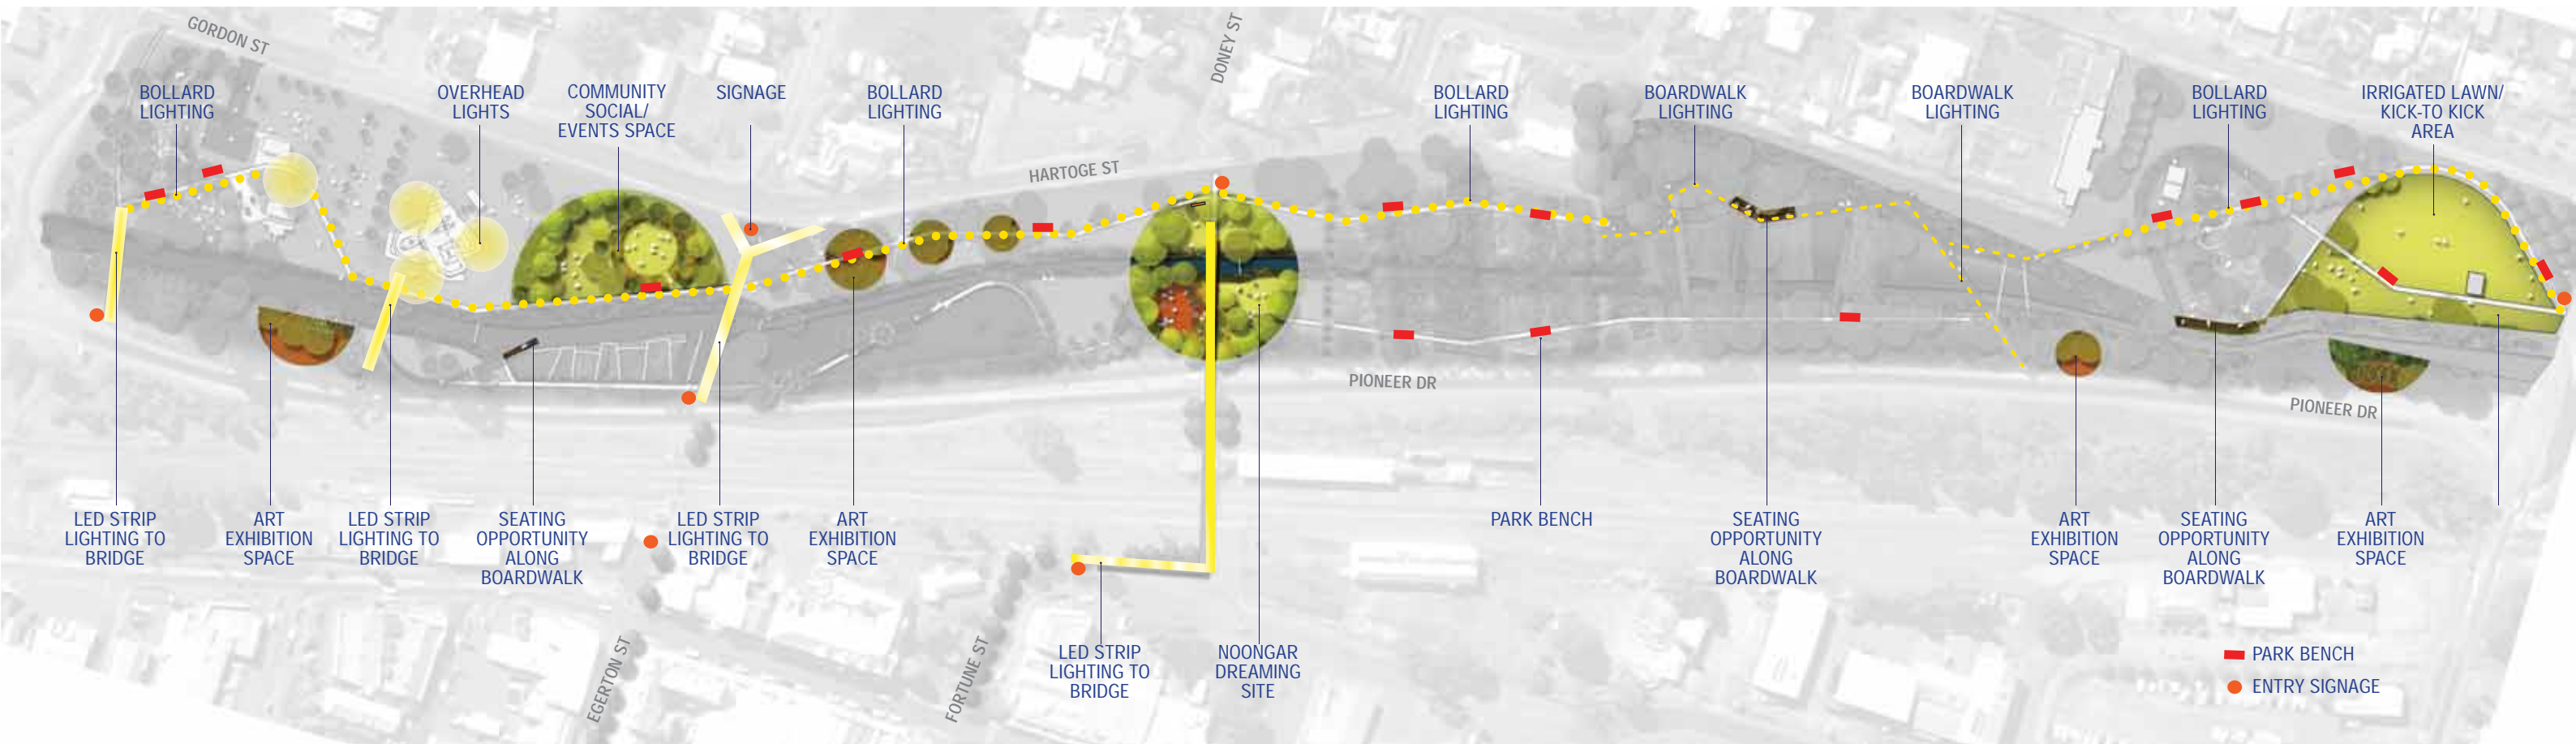 GORDON ST
DONEY ST
BOLLARD
LIGHTING
OVERHEAD
LIGHTS
COMMUNITY
SOCIAL/
EVENTS SPACE
SIGNAGE
BOLLARD
LIGHTING
BOLLARD
LIGHTING
BOARDWALK
LIGHTING
BOARDWALK
LIGHTING
BOLLARD
LIGHTING
IRRIGATED LAWN/
KICK-TO KICK
AREA
HARTOGE ST
PIONEER DR
PIONEER DR
LED STRIP
LIGHTING TO
BRIDGE
ART
EXHIBITION
SPACE
LED STRIP
LIGHTING TO
BRIDGE
SEATING
OPPORTUNITY
ALONG
BOARDWALK
LED STRIP
LIGHTING TO
BRIDGE
ART
EXHIBITION
SPACE
PARK BENCH
SEATING
OPPORTUNITY
ALONG
BOARDWALK
ART
EXHIBITION
SPACE
SEATING
OPPORTUNITY
ALONG
BOARDWALK
ART
EXHIBITION
SPACE
EGERTON ST
FORTUNE ST
LED STRIP
LIGHTING TO
BRIDGE
NOONGAR
DREAMING
SITE
PARK BENCH
ENTRY SIGNAGE